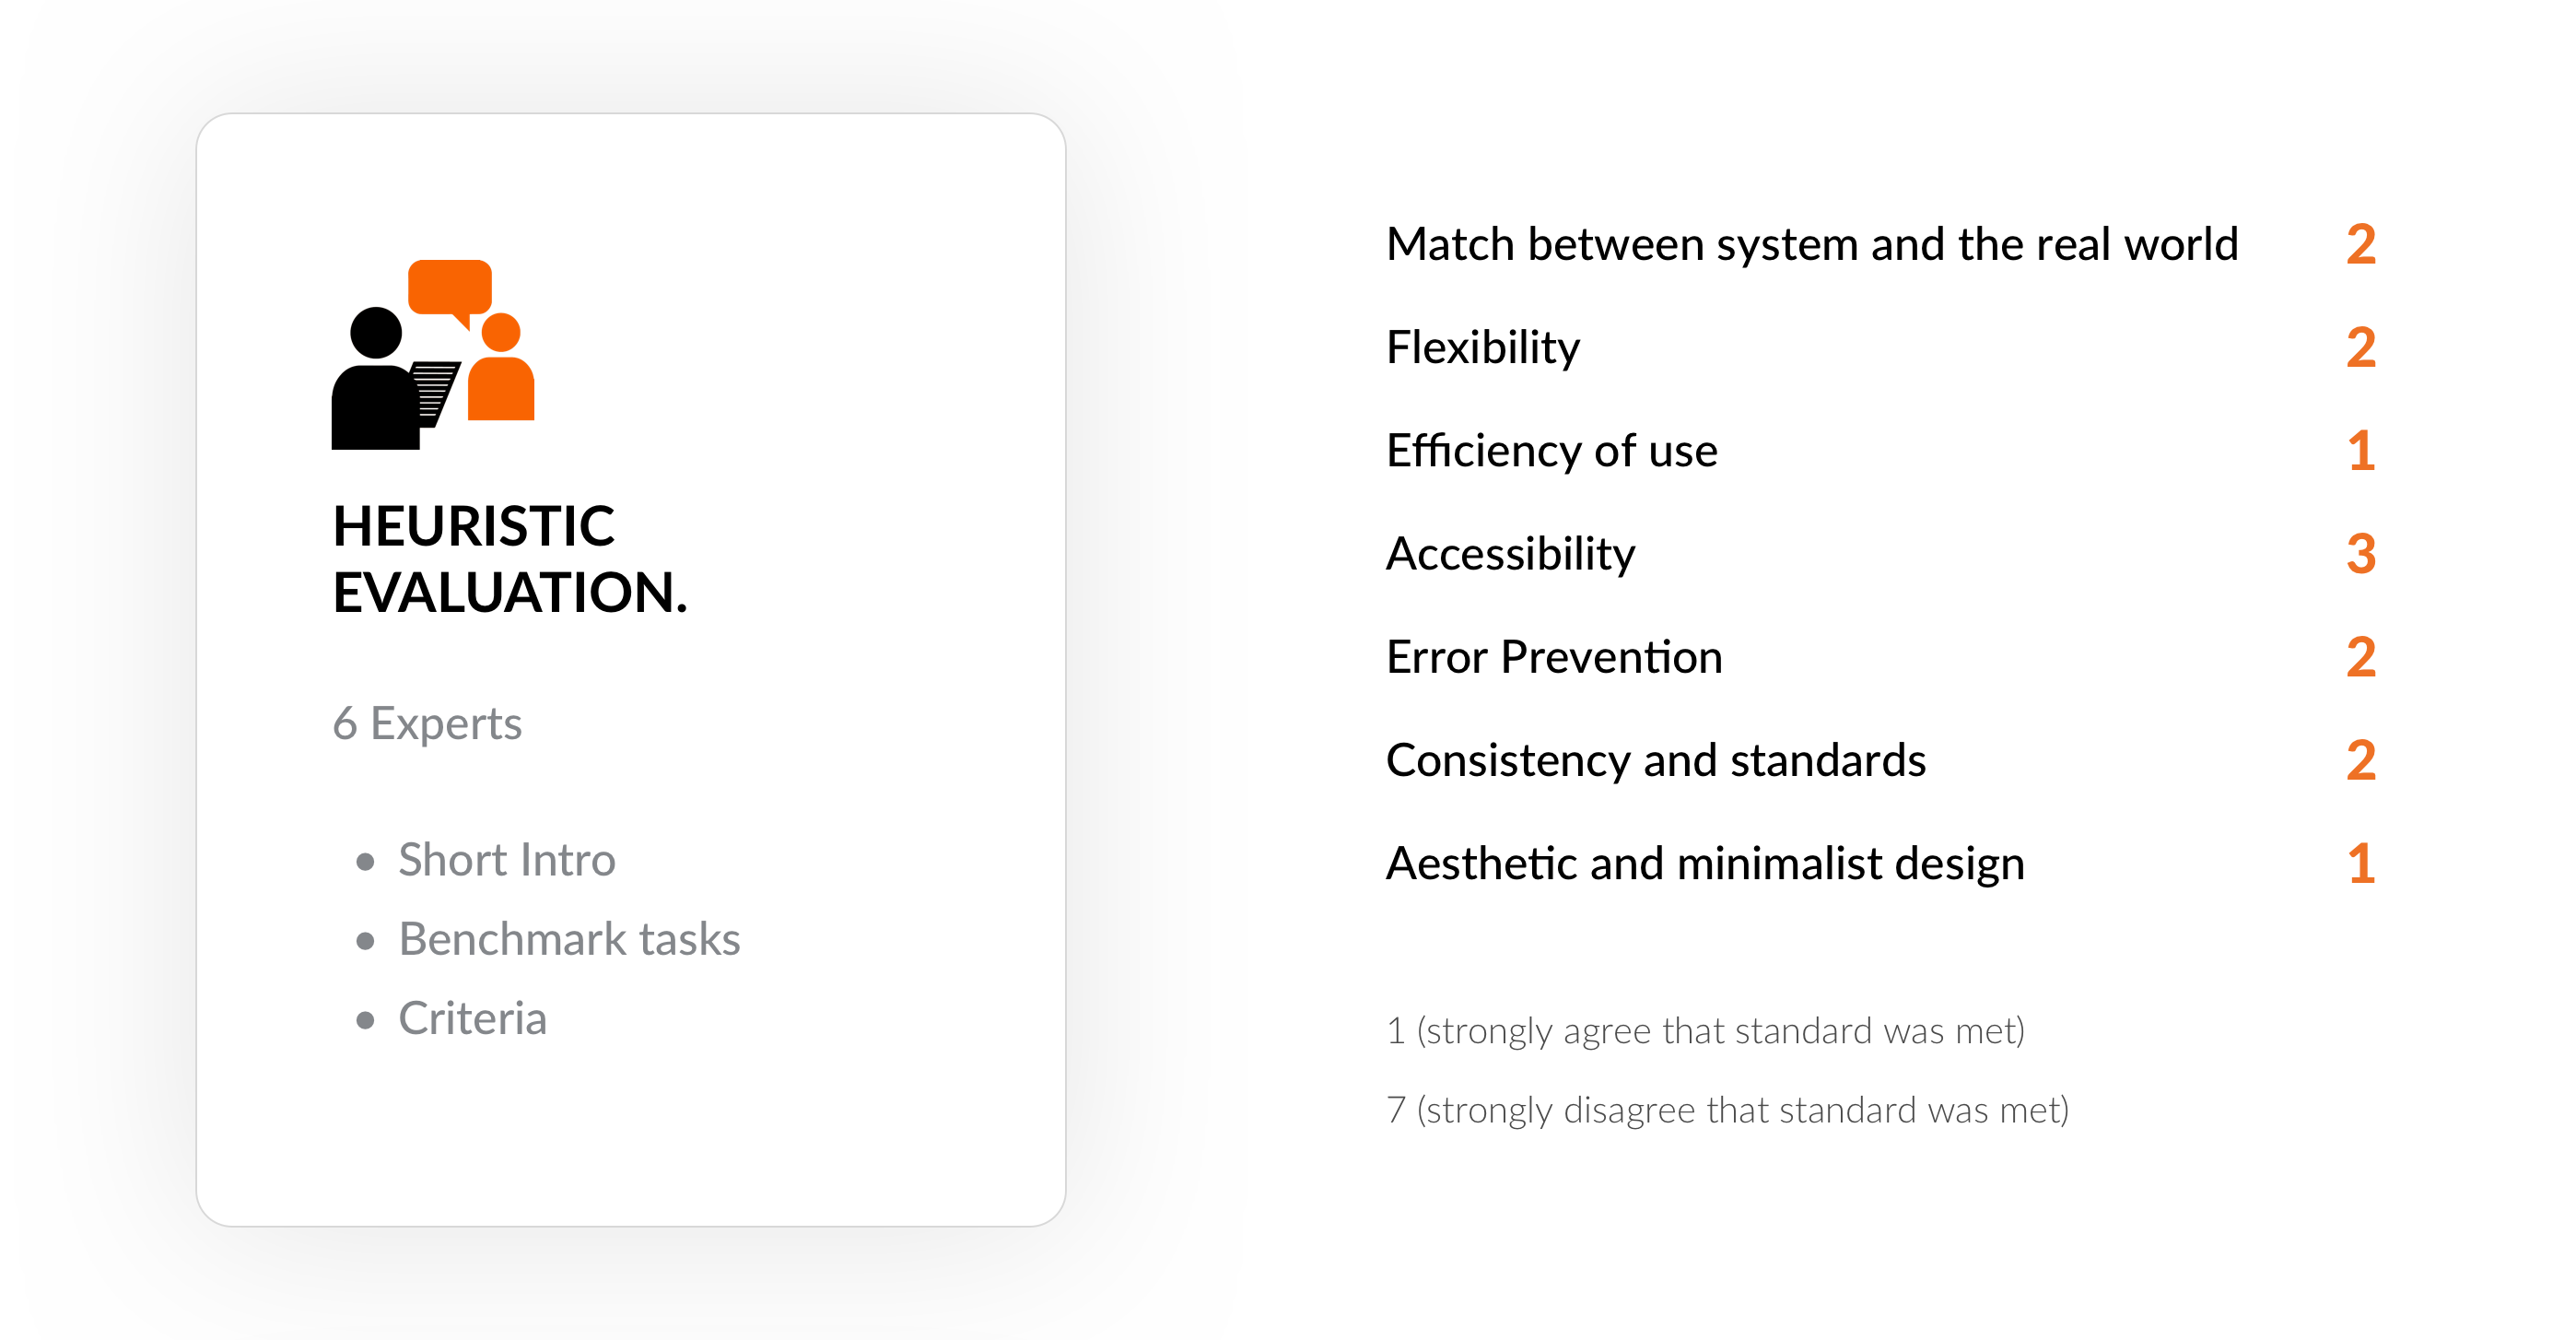 HEURISTIC
EVALUATION.
6 Experts
• Short Intro
• Benchmark tasks
• Criteria
Match between system and the real world 2
Flexibility 2
Efficiency of use 1
Accessibility 3
Error Prevention 2
Consistency and standards 2
Aesthetic and minimalist design 1
1 (strongly agree that standard was met)
7 (strongly disagree that standard was met)